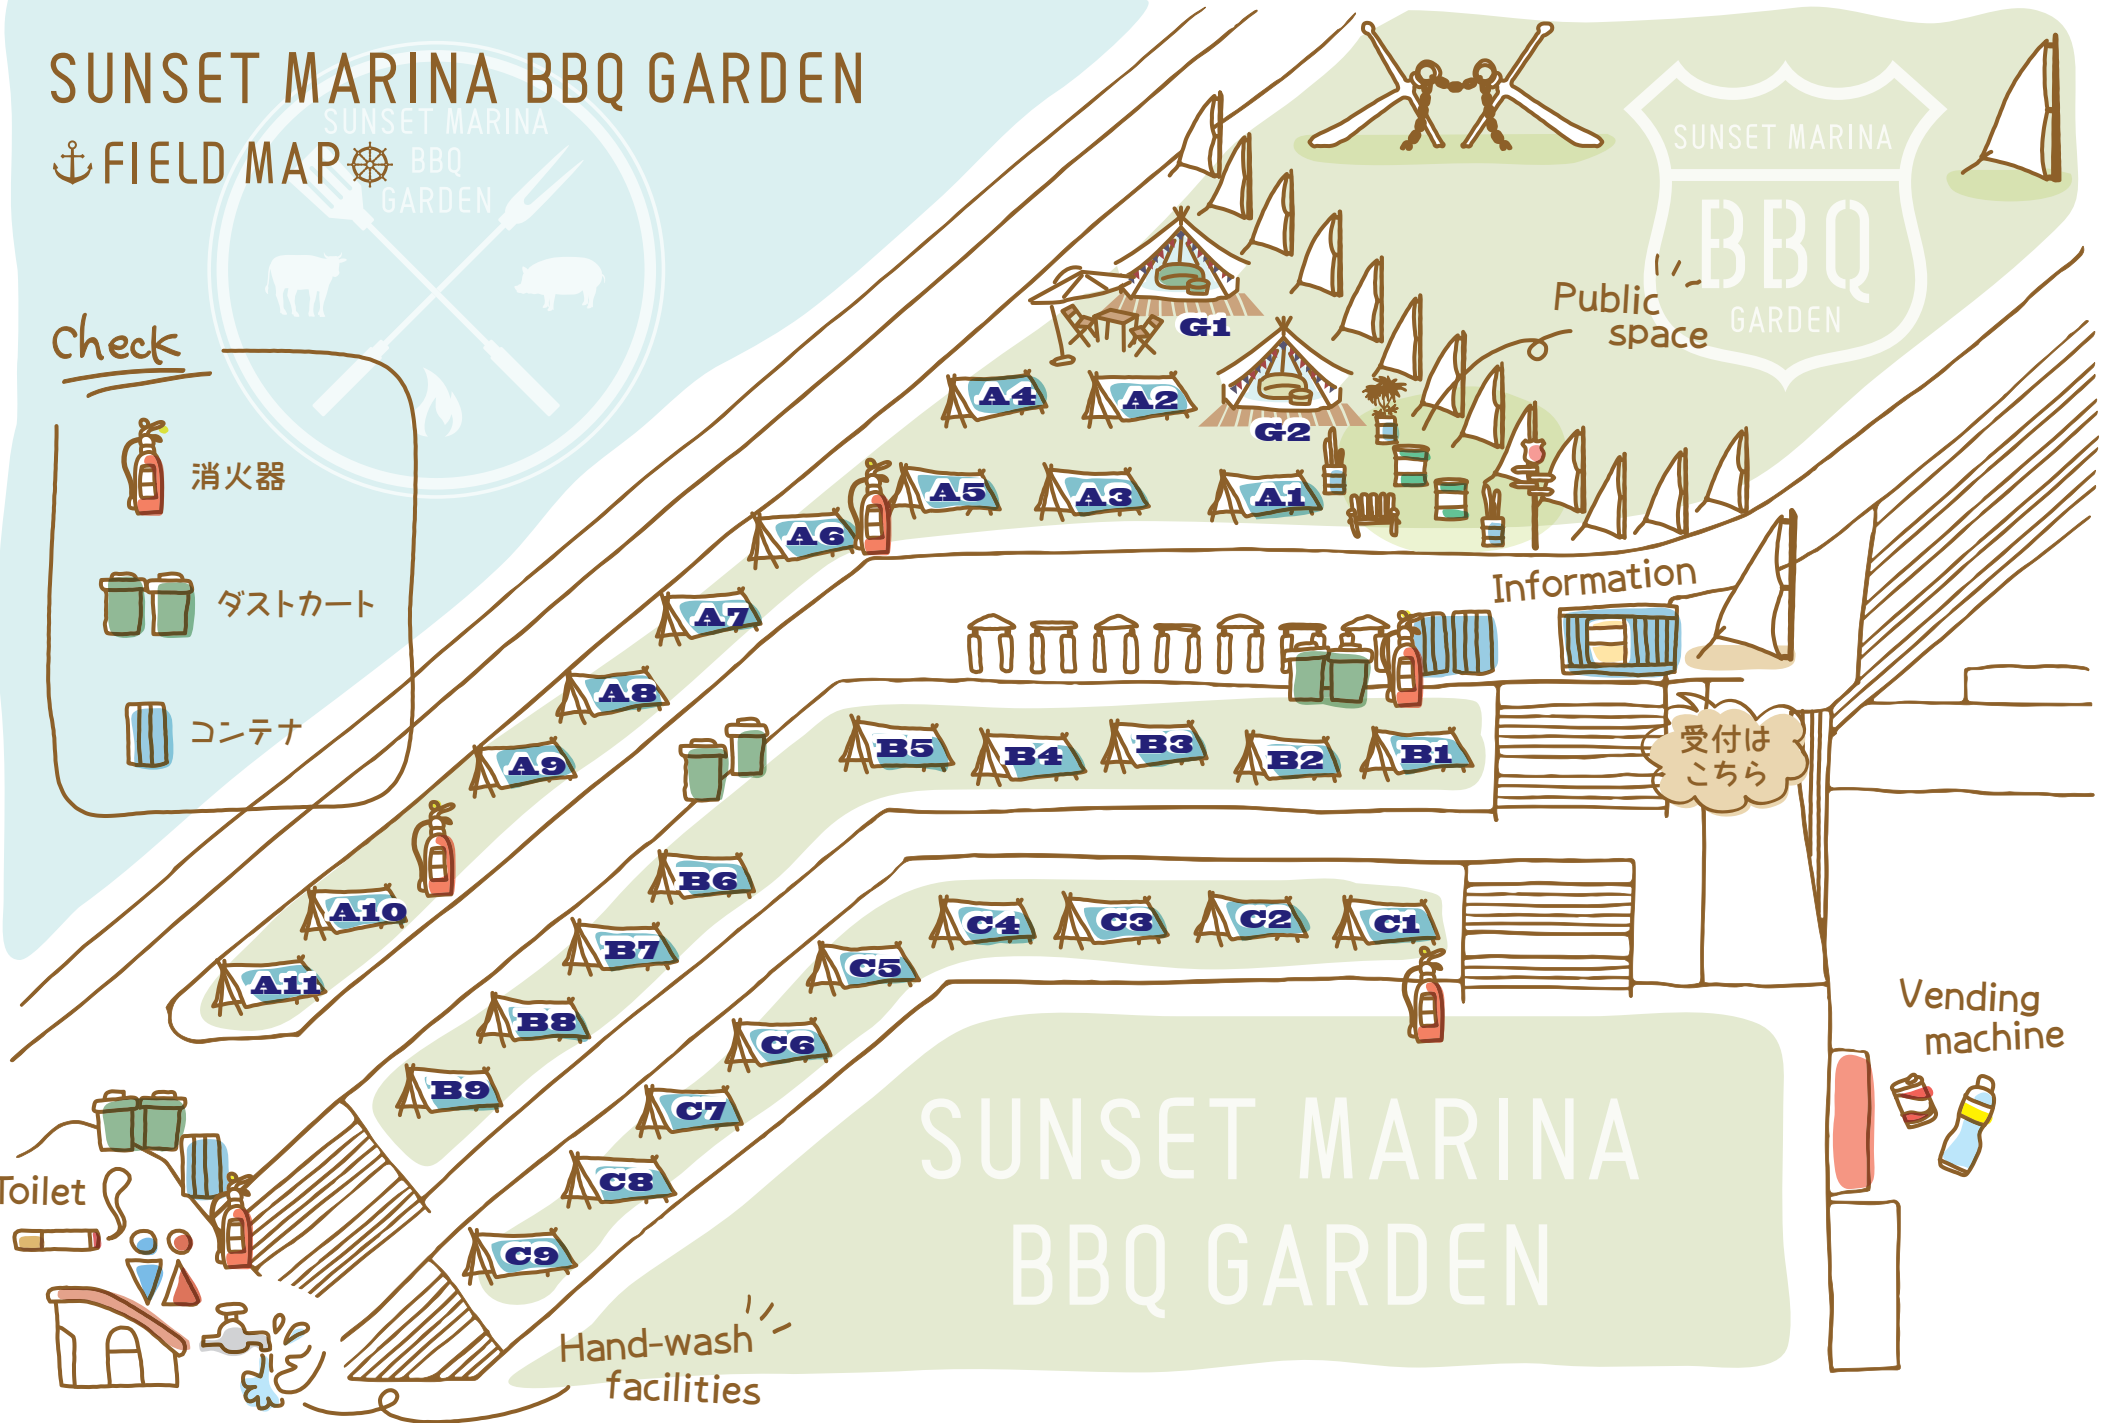 SUNSET MARINA BBQ GARDEN
FIELD MAP
SUNSET MARINA
BBQ
GARDEN
Check
消火器
ダストカート
コンテナ
SUNSET MARINA
BBQ
GARDEN
Public
space
G1
G2
A4
A2
A5
A3
A1
A6
A7
A8
A9
A10
A11
Information
受付は
こちら
B5
B4
B3
B2
B1
B6
B7
B8
B9
C4
C3
C2
C1
C5
C6
C7
C8
C9
Vending
machine
SUNSET MARINA
BBQ GARDEN
Toilet
Hand-wash
facilities